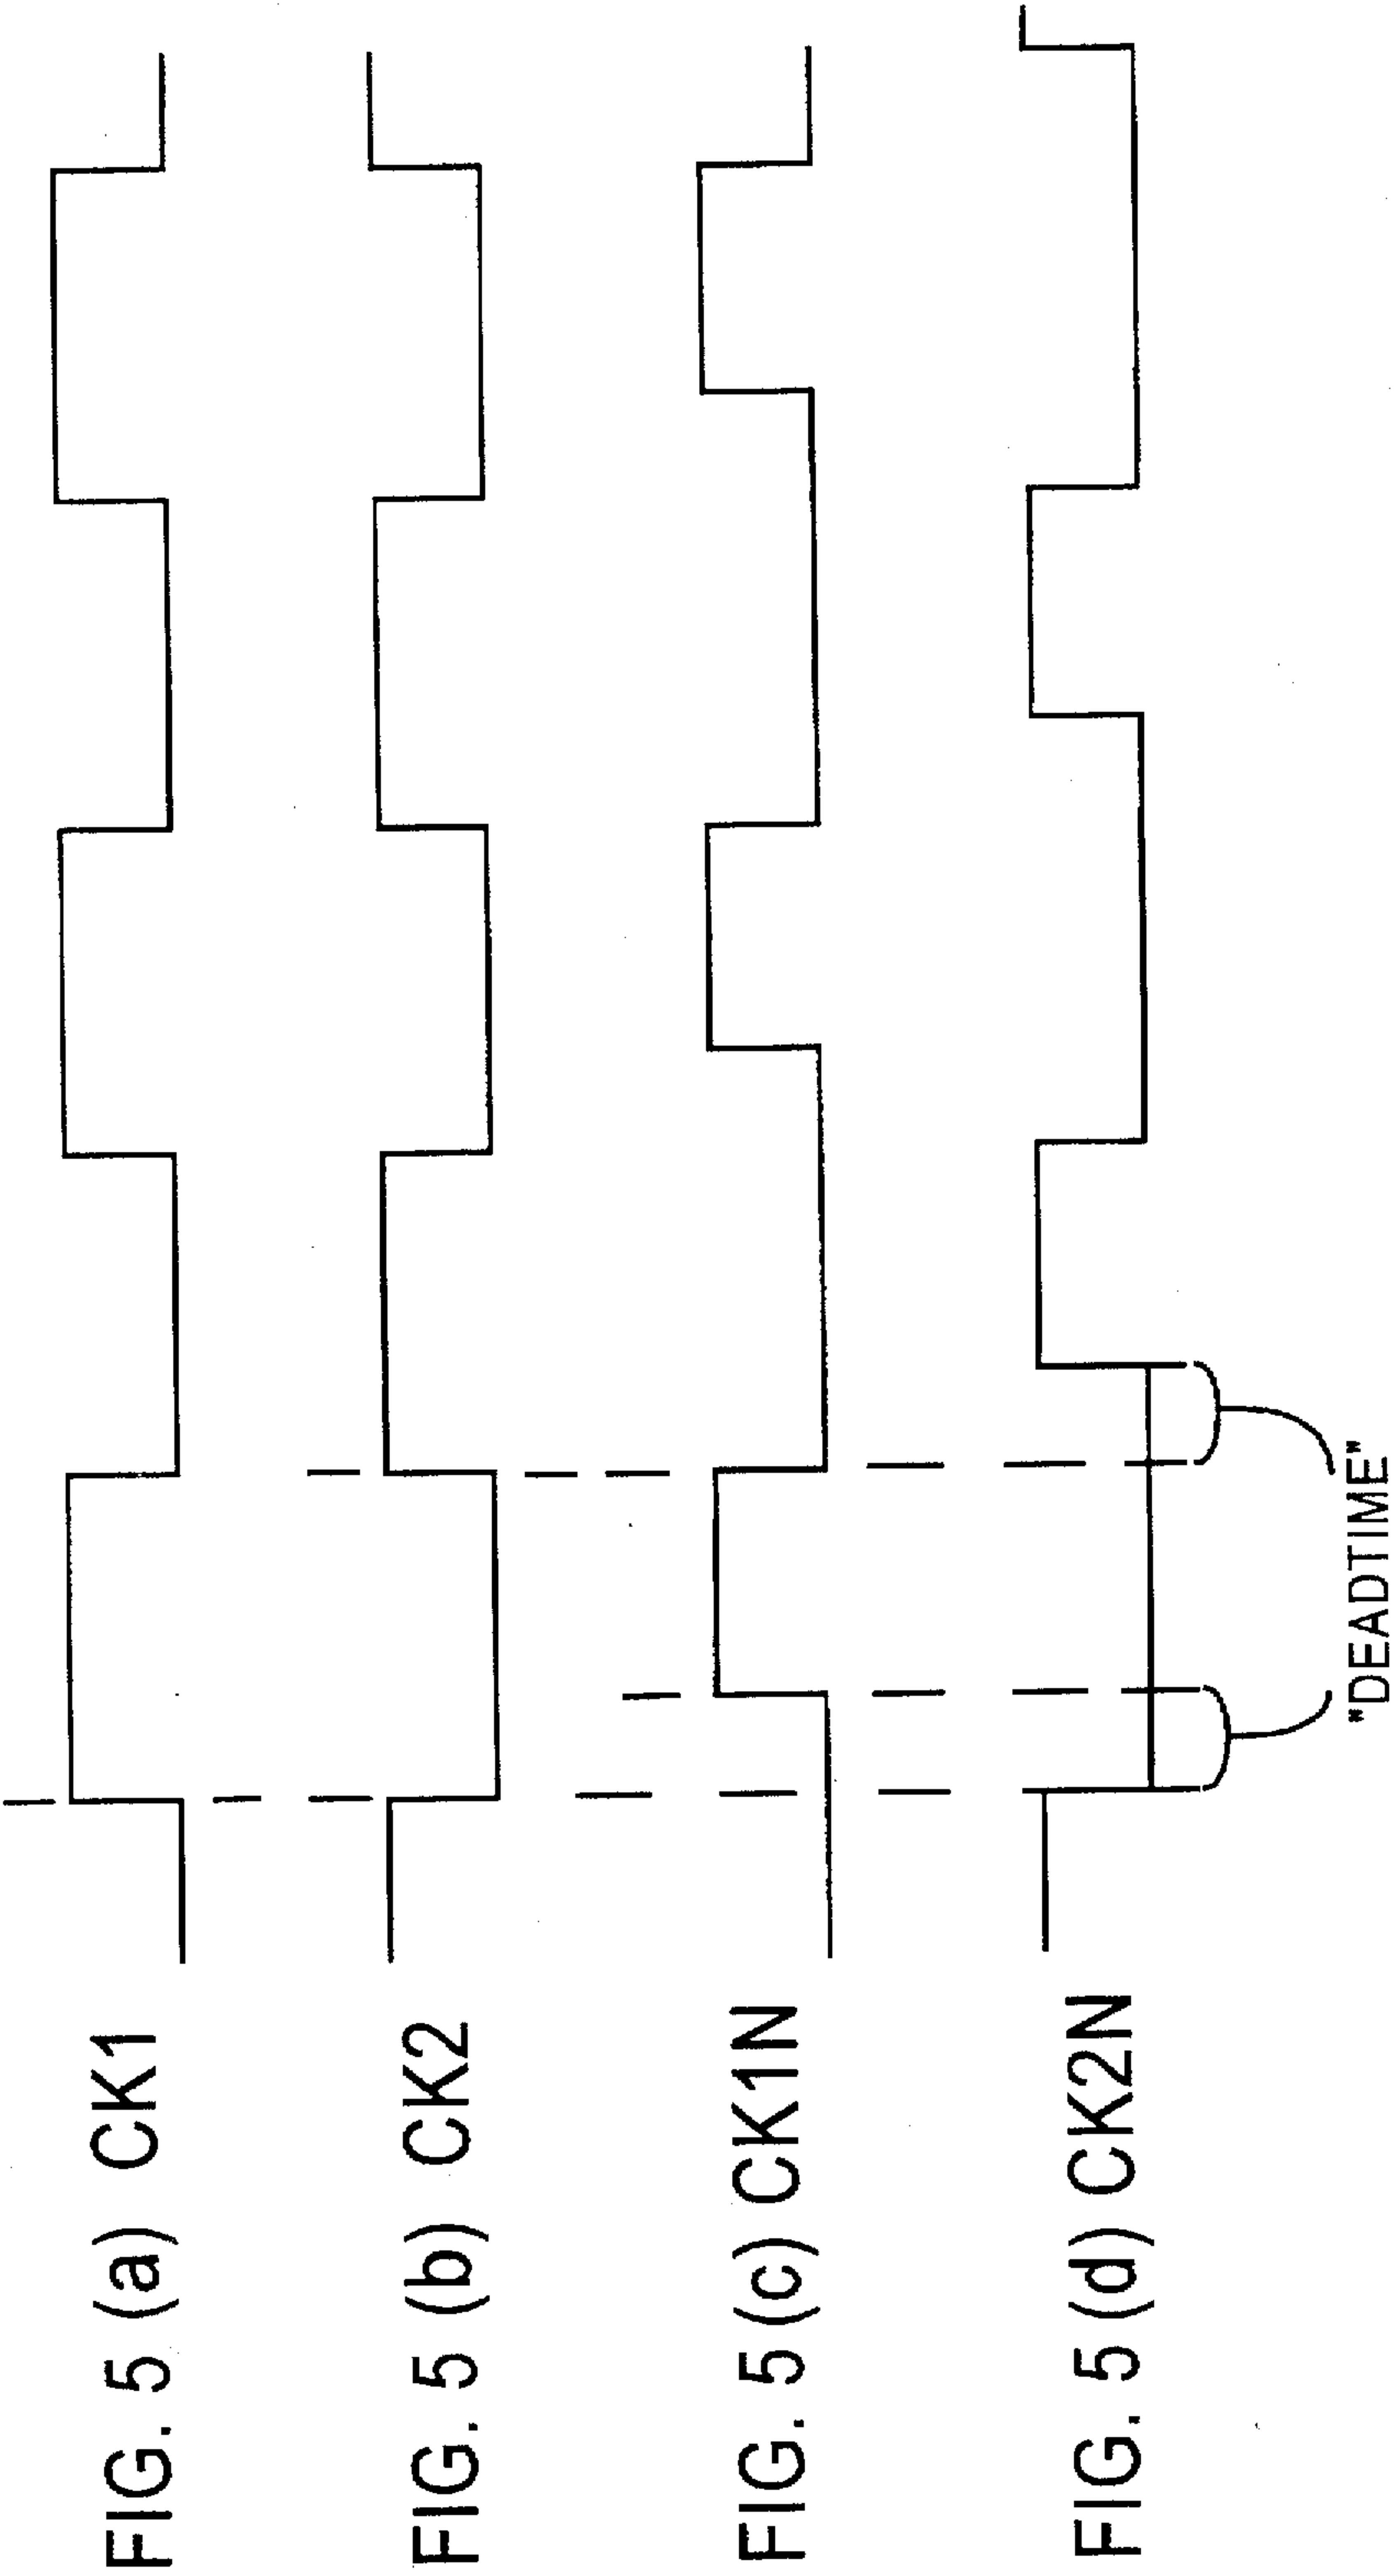 FIG. 5 (a) CK1
FIG. 5 (b) CK2
FIG. 5 (c) CK1N
FIG. 5 (d) CK2N
"DEADTIME"